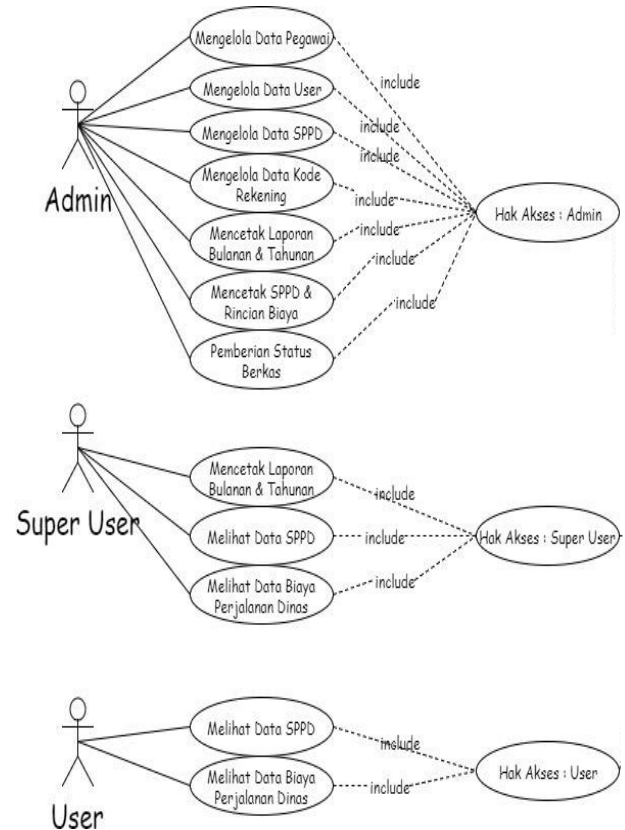 Mengelola Data Pegawai
include
Mengelola Data User
include
Mengelola Data SPPD
include
Admin
Mengelola Data Kode
Rekening
include
Hak Akses : Admin
Mencetak Laporan
Bulanan & Tahunan
include
include
Mencetak SPPD &
Rincian Biaya
include
Pemberian Status
Berkas
Mencetak Laporan
Bulanan & Tahunan
include
Super User
Melihat Data SPPD
include
Hak Akses : Super User
Melihat Data Biaya
Perjalanan Dinas
include
Melihat Data SPPD
include
Hak Akses : User
Melihat Data Biaya
Perjalanan Dinas
include
User